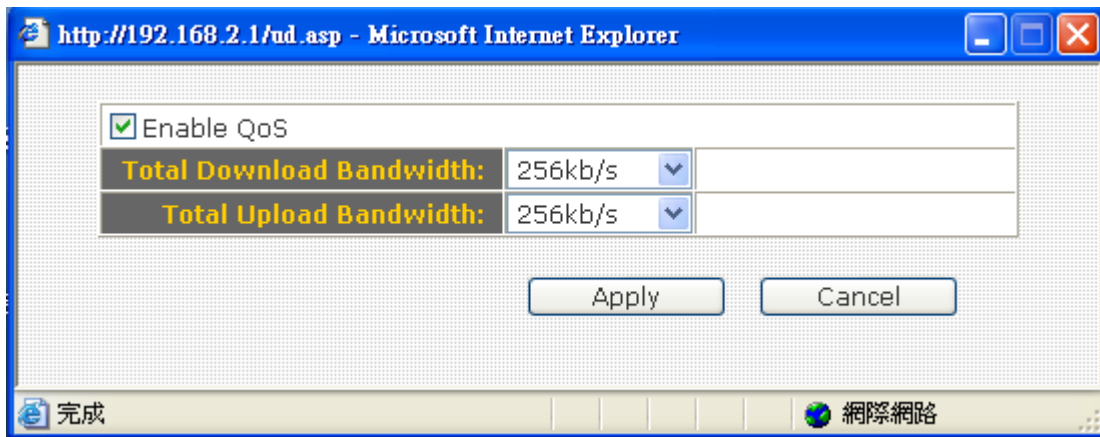 http://192.168.2.1/ud.asp - Microsoft Internet Explorer
Enable QoS
Total Download Bandwidth: 256kb/s
Total Upload Bandwidth: 256kb/s
Apply Cancel
完成 網際網路